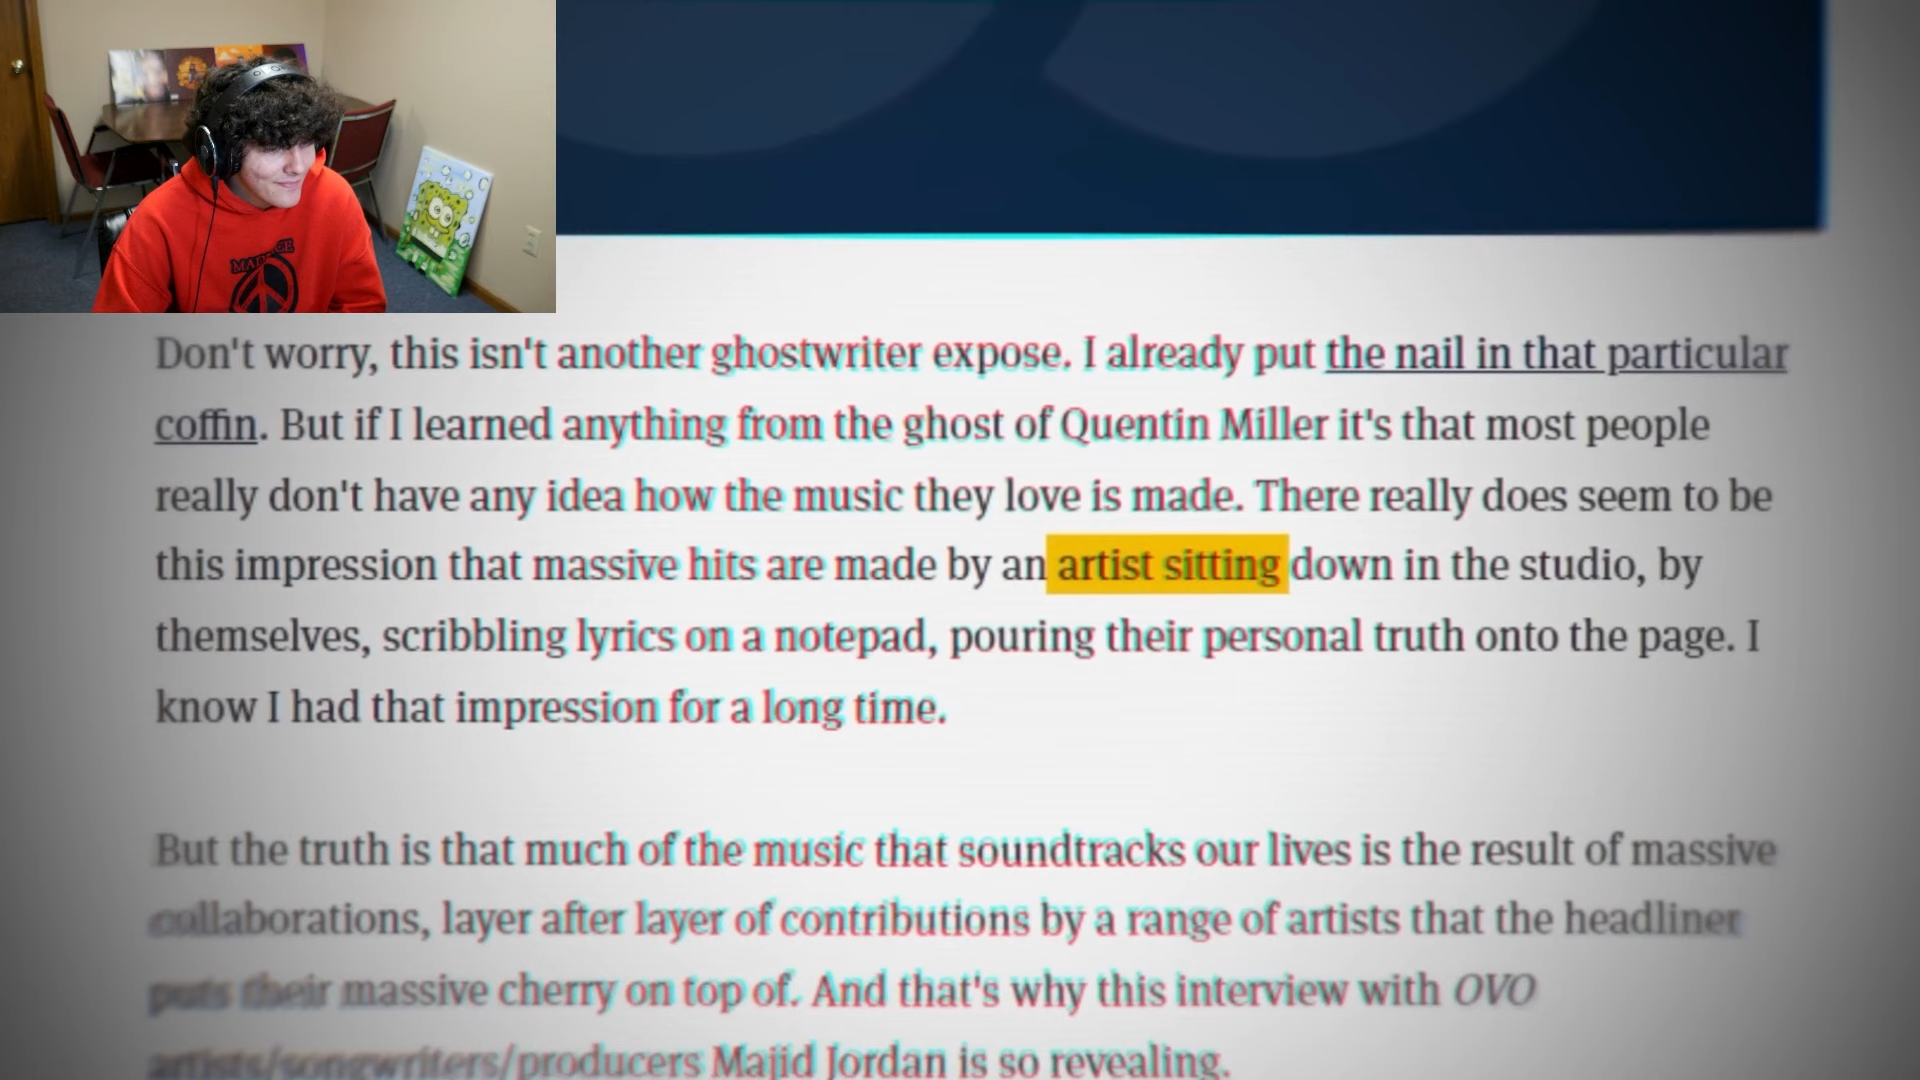 Don't worry, this isn't another ghostwriter expose. I already put the nail in that particular
coffin. But if I learned anything from the ghost of Quentin Miller it's that most people
really don't have any idea how the music they love is made. There really does seem to be
this impression that massive hits are made by an artist sitting down in the studio, by
themselves, scribbling lyrics on a notepad, pouring their personal truth onto the page. I
know I had that impression for a long time.
But the truth is that much of the music that soundtracks our lives is the result of massive
collaborations, layer after layer of contributions by a range of artists that the headliner
puts their massive cherry on top of. And that's why this interview with OVO
artists/songwriters/producers Majid Jordan is so revealing.